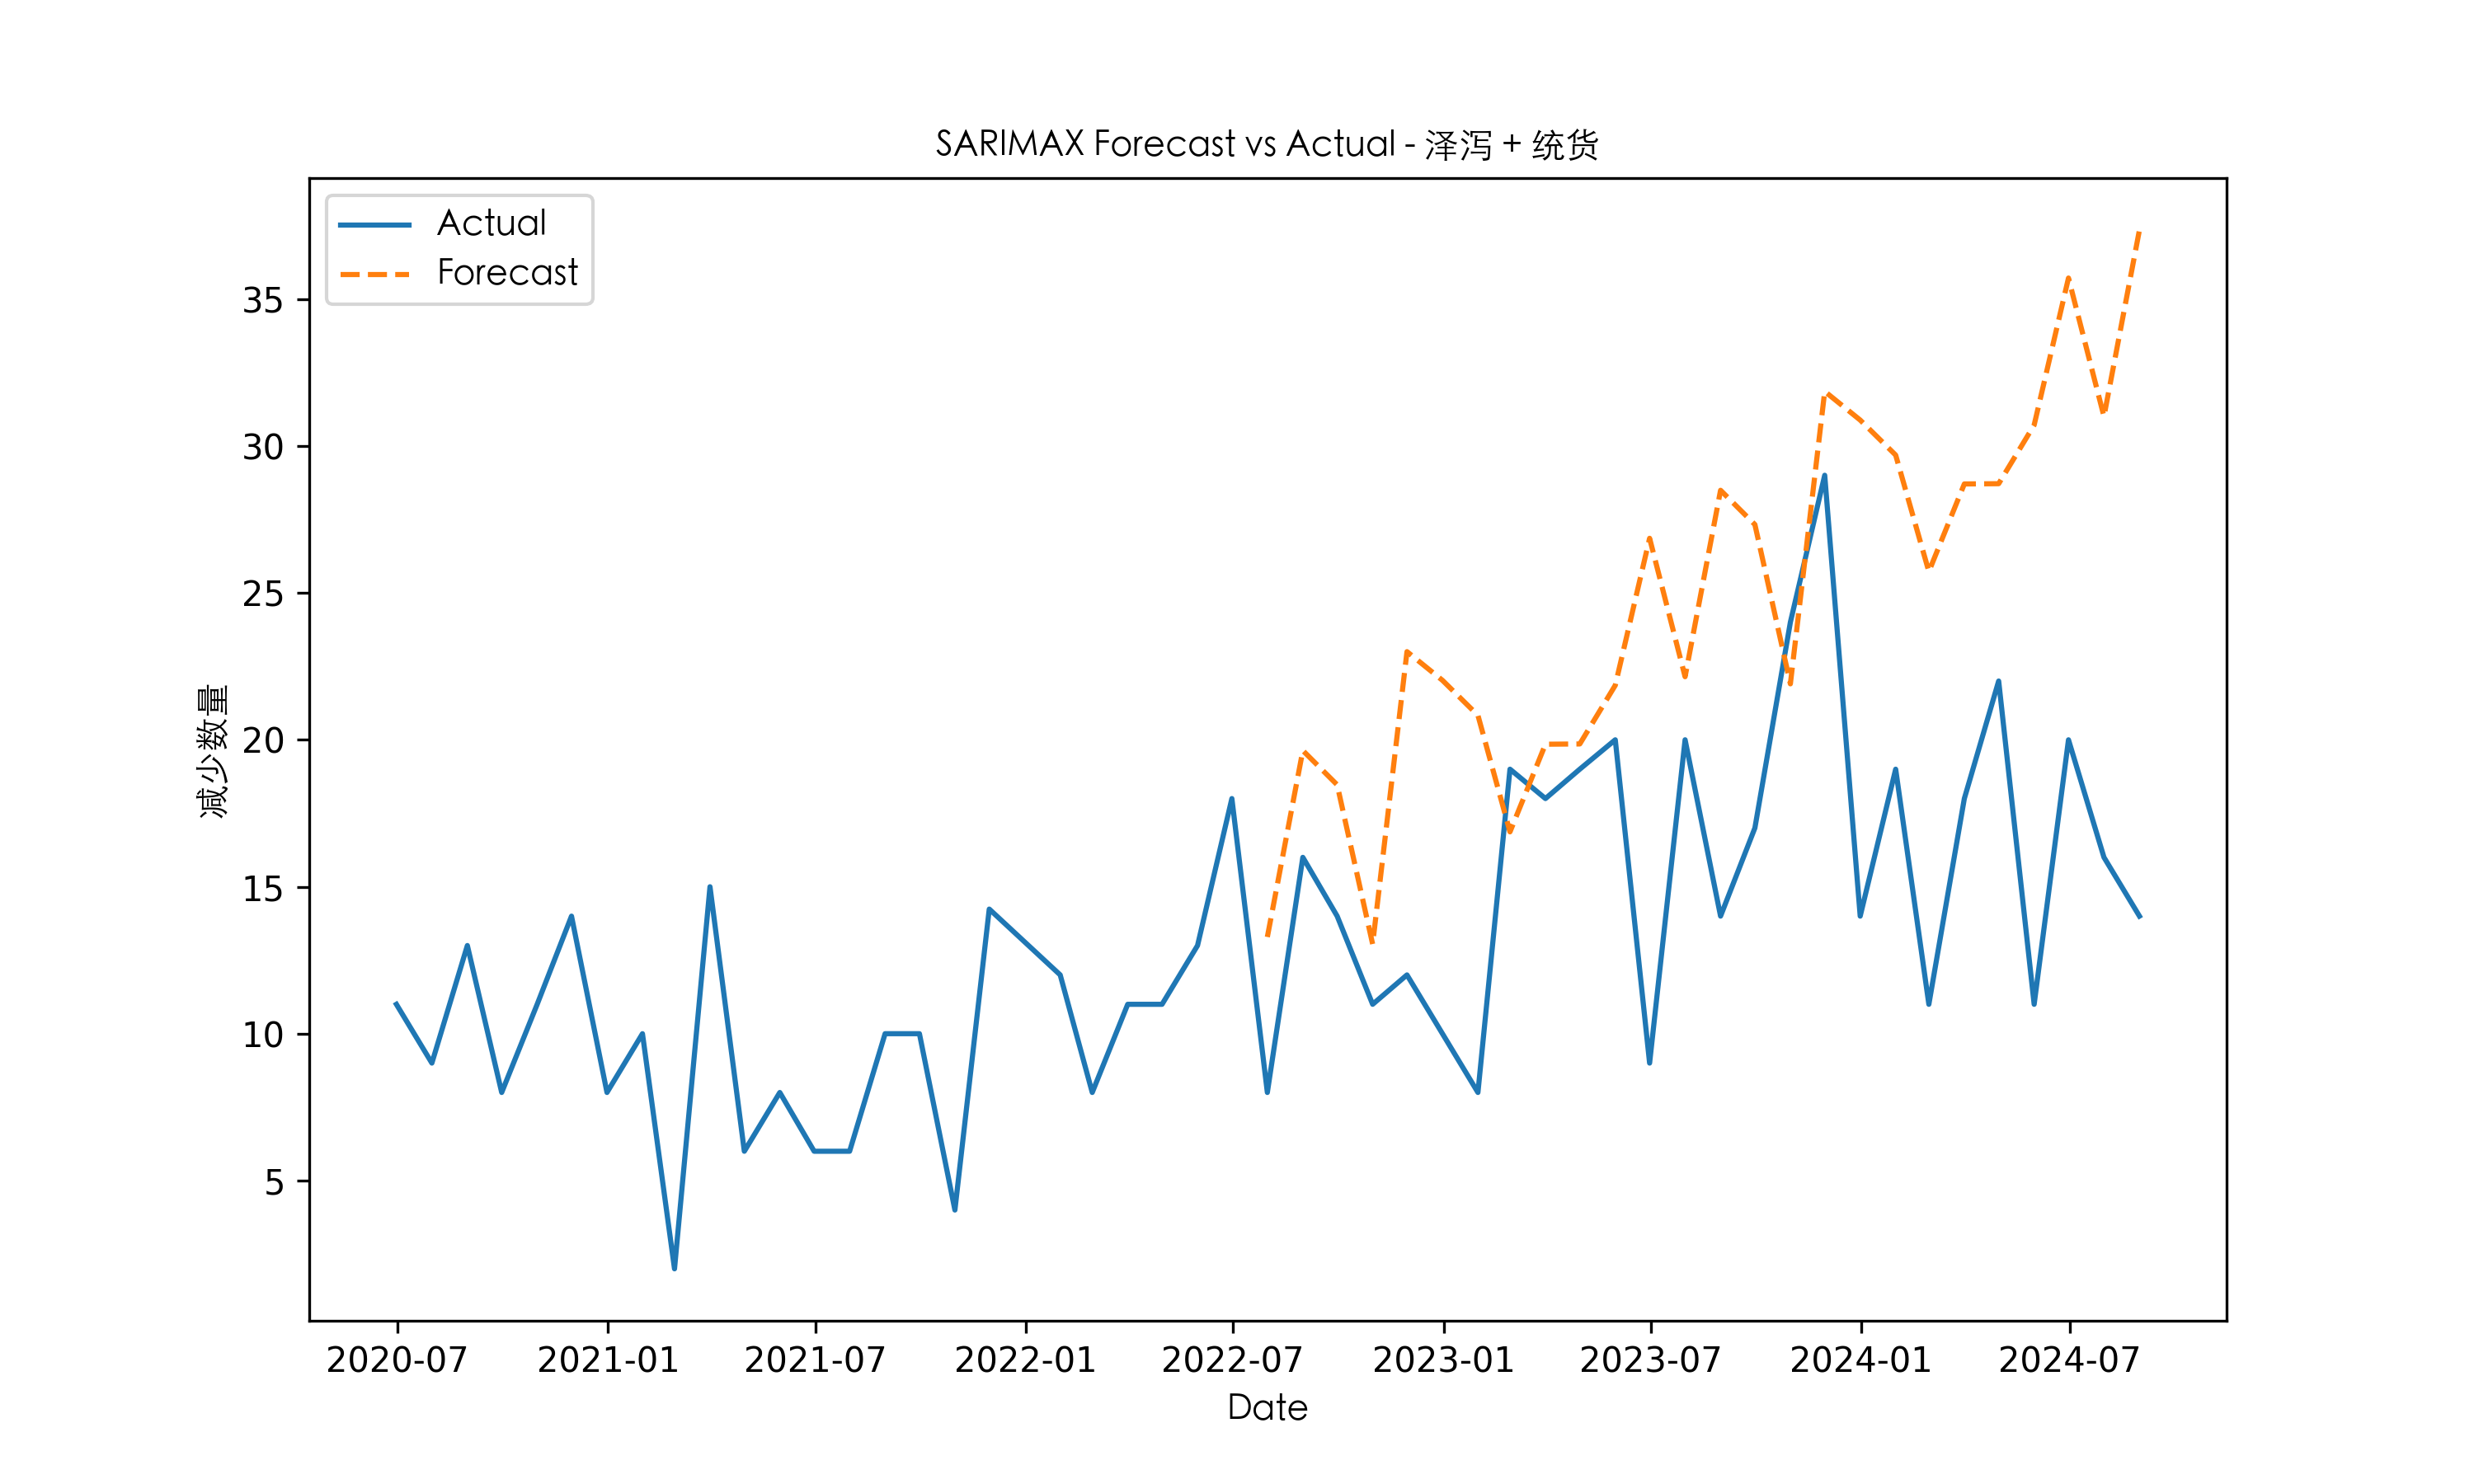 SARIMAX Forecast vs Actual - 泽泻 + 统货
Actual
Forecast
减少数量
35
30
25
20
15
10
5
2020-07 2021-01 2021-07 2022-01 2022-07 2023-01 2023-07 2024-01 2024-07
Date